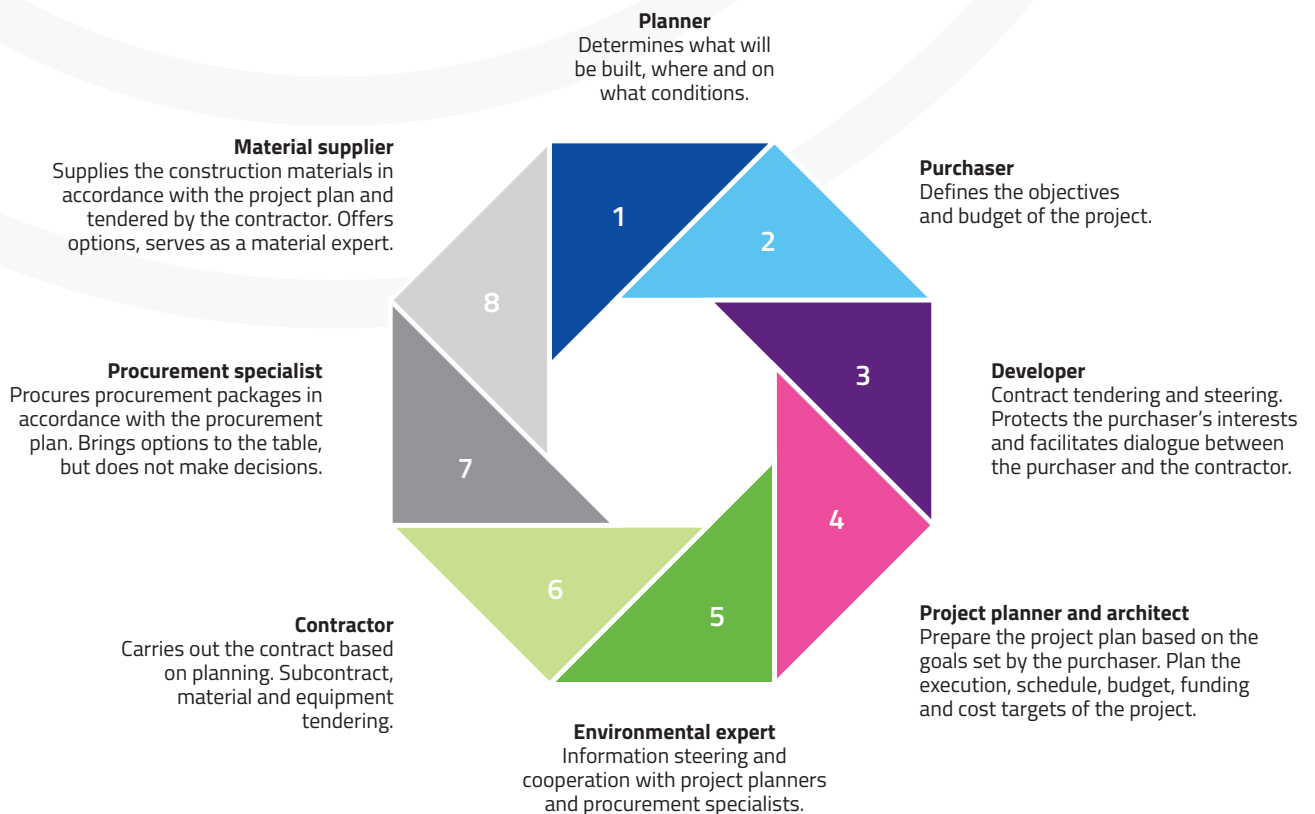 Planner
Determines what will
be built, where and on
what conditions.
1
Purchaser
Defines the objectives
and budget of the project.
2
Developer
Contract tendering and steering.
Protects the purchaser’s interests
and facilitates dialogue between
the purchaser and the contractor.
3
Project planner and architect
Prepare the project plan based on the
goals set by the purchaser. Plan the
execution, schedule, budget, funding
and cost targets of the project.
4
Environmental expert
Information steering and
cooperation with project planners
and procurement specialists.
5
Contractor
Carries out the contract based
on planning. Subcontract,
material and equipment
tendering.
6
Procurement specialist
Procures procurement packages in
accordance with the procurement
plan. Brings options to the table,
but does not make decisions.
7
Material supplier
Supplies the construction materials in
accordance with the project plan and
tendered by the contractor. Offers
options, serves as a material expert.
8